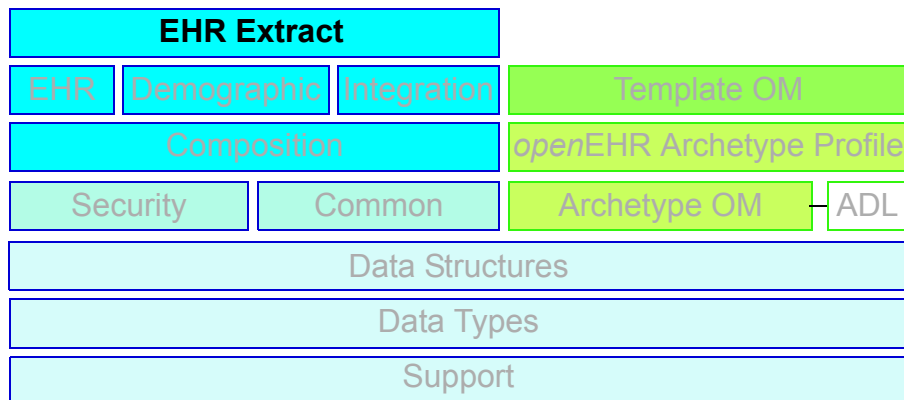 EHR Extract
EHR Demographic Integration Template OM
Composition openEHR Archetype Profile
Security Common Archetype OM ADL
Data Structures
Data Types
Support